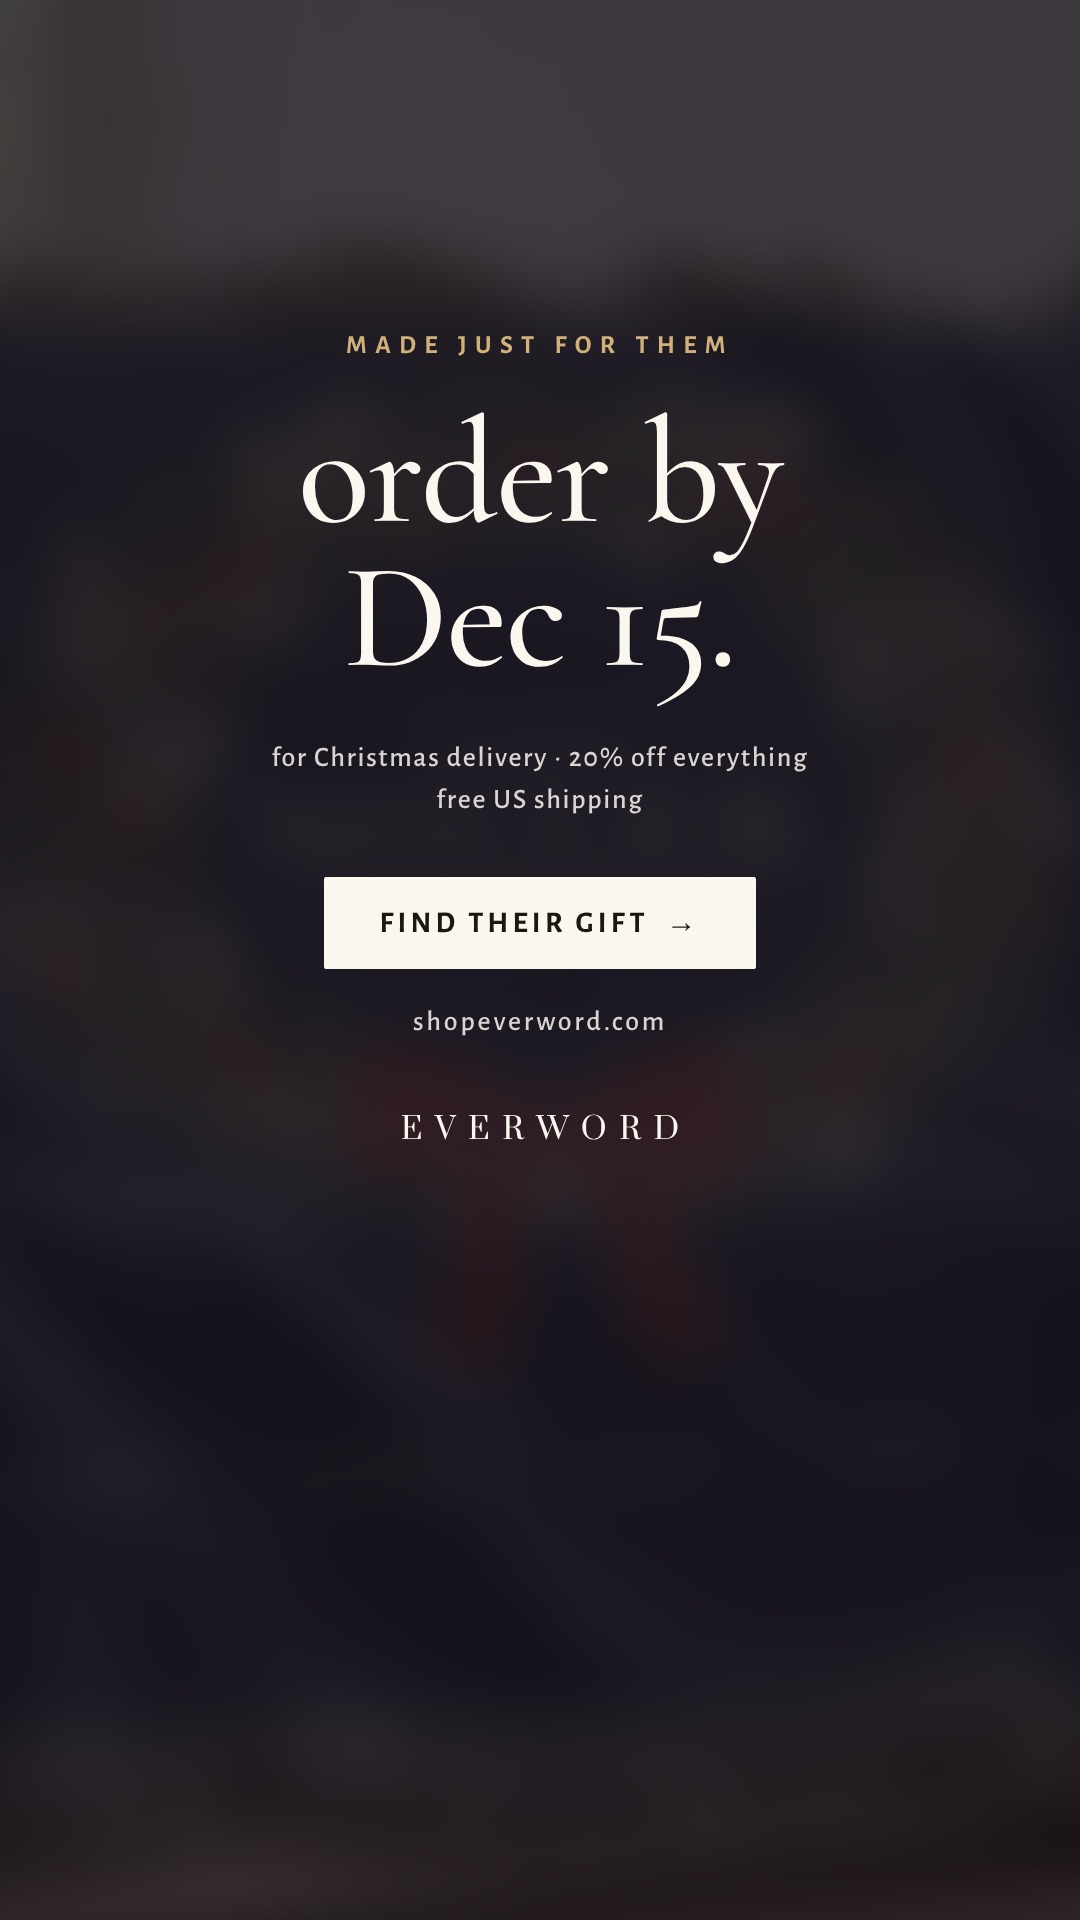 MADE JUST FOR THEM
order by
Dec 15.
for Christmas delivery · 20% off everything
free US shipping
FIND THEIR GIFT →
shopeverword.com
EVERWORD